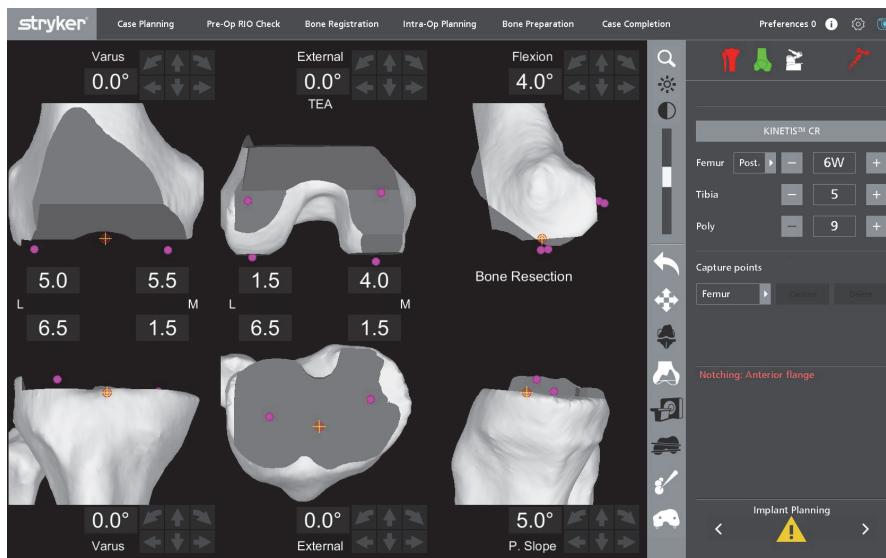 stryker
Case Planning
Pre-Op RIO Check
Bone Registration
Intra-Op Planning
Bone Preparation
Case Completion
Preferences 0
Varus
0.0°
External
0.0°
TEA
Flexion
4.0°
5.0
5.5
1.5
4.0
Bone Resection
L
M
L
M
6.5
1.5
6.5
1.5
0.0°
Varus
0.0°
External
5.0°
P. Slope
KINETIS™ CR
Femur
Post.
6W
Tibia
5
Poly
9
Capture points
Femur
Delete
Notching: Anterior flange
Implant Planning